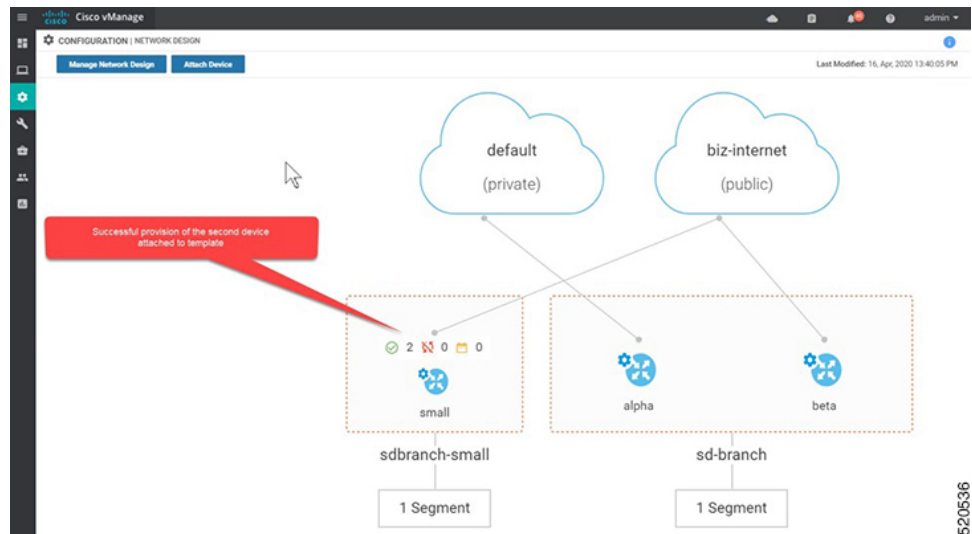 CISCO Cisco vManage
admin
CONFIGURATION | NETWORK DESIGN
Manage Network Design Attach Device
Last Modified: 16, Apr, 2020 13:40:05 PM
default
(private)
biz-internet
(public)
Successful provision of the second device
attached to template
2 0 0
small
alpha
beta
sdbranch-small
sd-branch
1 Segment
1 Segment
520536